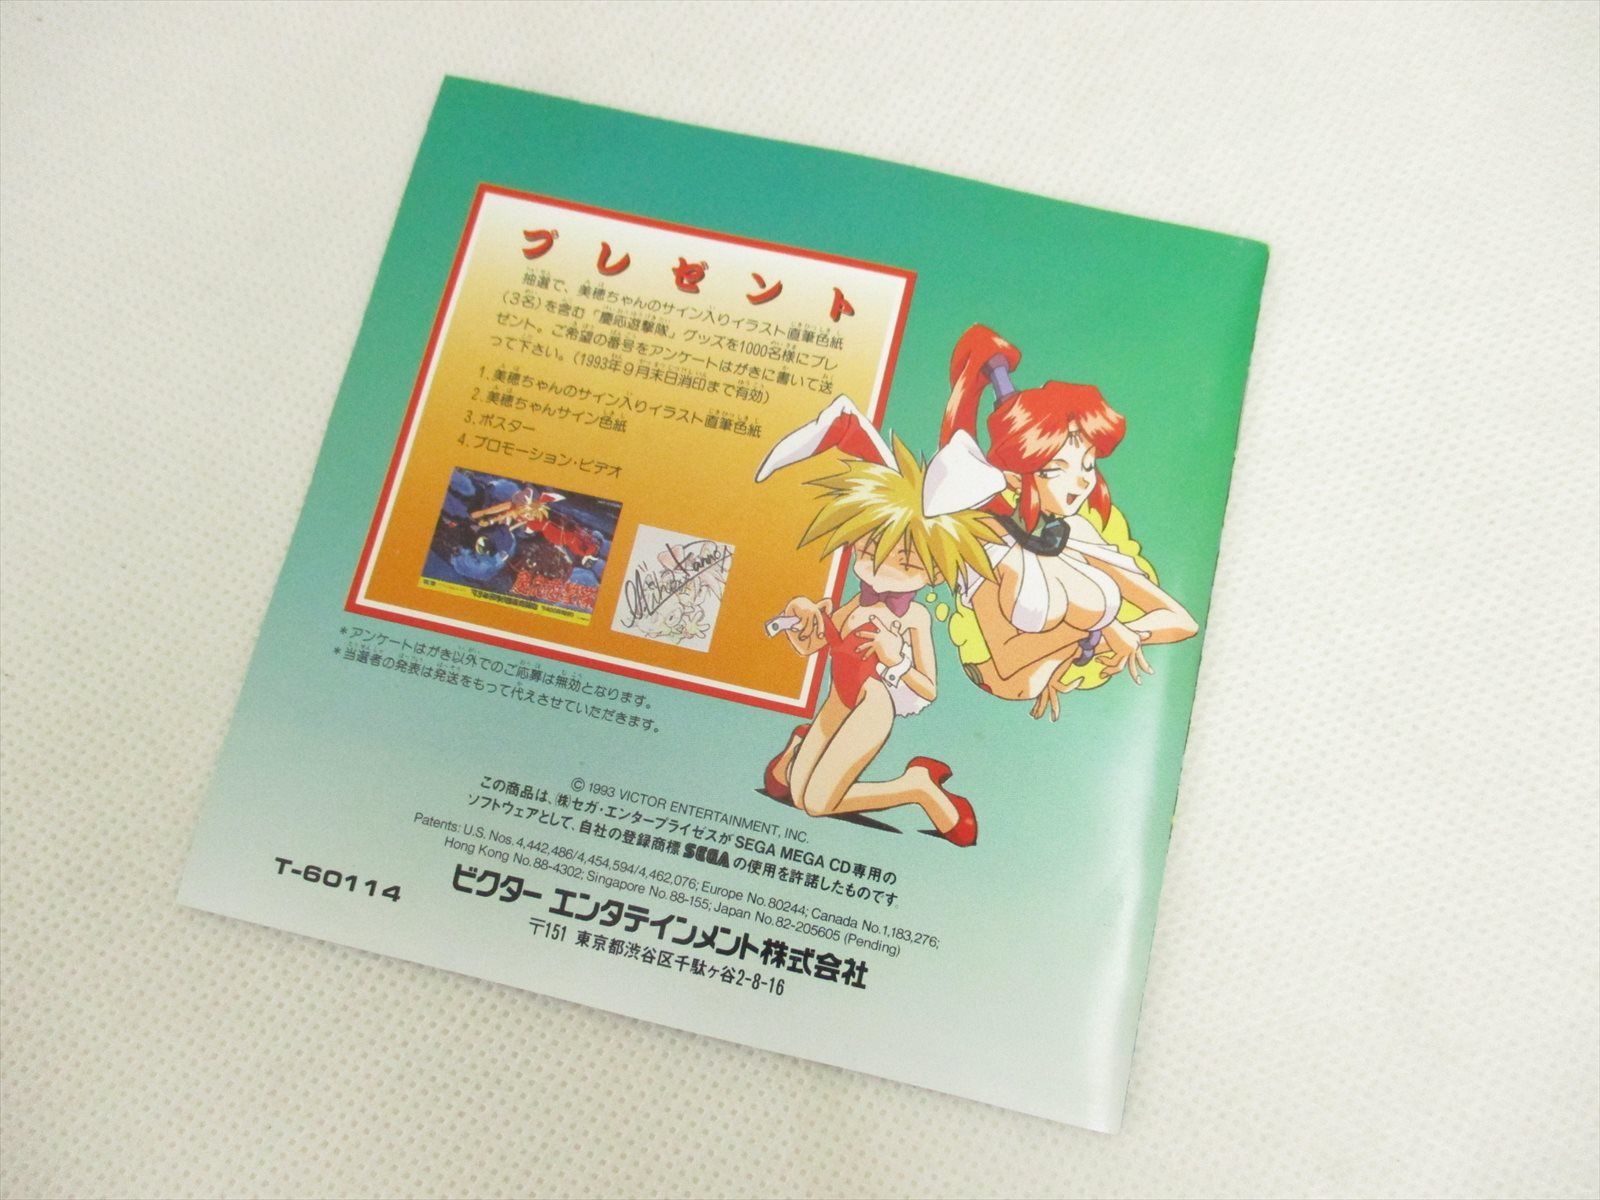 プレゼント
抽選で、美穂ちゃんのサイン入りイラスト直筆色紙
(3名)を含む「慶応遊撃隊」グッズを1000名様にプレ
ゼント。ご希望の番号をアンケートはがきに書いて送
って下さい。(1993年9月末日消印まで有効)
1.美穂ちゃんのサイン入りイラスト直筆色紙
2.美穂ちゃんサイン色紙
3.ポスター
4.プロモーション・ビデオ
Miho Kanno
*アンケートはがき以外でのご応募は無効となります。
*当選者の発表は発送をもって代えさせていただきます。
© 1993 VICTOR ENTERTAINMENT, INC.
この商品は、(株)セガ・エンタープライゼスがSEGA MEGA CD専用の
ソフトウェアとして、自社の登録商標 SEGA の使用を許諾したものです。
Patents: U.S. Nos. 4,442,486/4,454,594/4,462,076; Europe No. 80244; Canada No. 1,183,276;
Hong Kong No. 88-4302; Singapore No. 88-155; Japan No. 82-205605 (Pending)
T-60114
ビクター エンタテインメント株式会社
〒151 東京都渋谷区千駄ヶ谷2-8-16